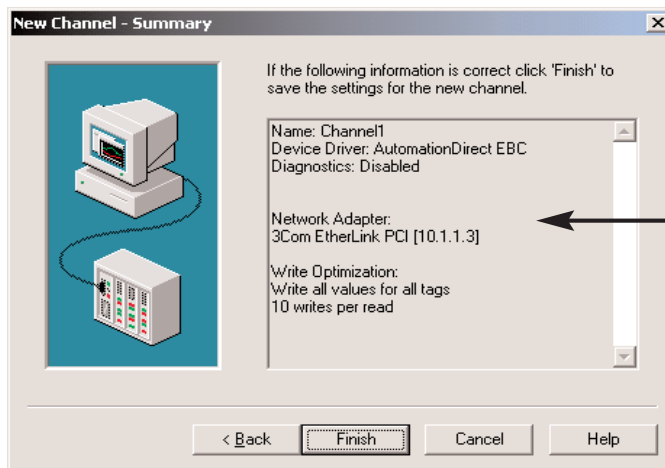 New Channel - Summary
If the following information is correct click 'Finish' to
save the settings for the new channel.
Name: Channel1
Device Driver: AutomationDirect EBC
Diagnostics: Disabled
Network Adapter:
3Com EtherLink PCI [10.1.1.3]
Write Optimization:
Write all values for all tags
10 writes per read
< Back
Finish
Cancel
Help